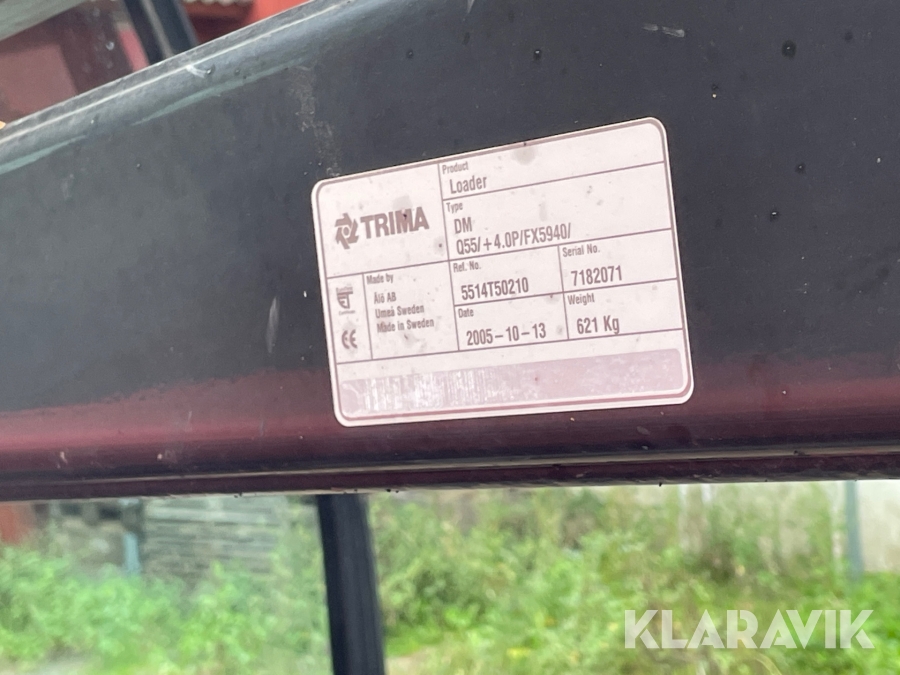 TRIMA
Product
Loader
Type
DM
Q55/+4.0P/FX5940/
Made by
Ålö AB
Umeå Sweden
Made in Sweden
Ref. No.
5514T50210
Serial No.
7182071
Date
2005-10-13
Weight
621 Kg
CE
KLARAVIK